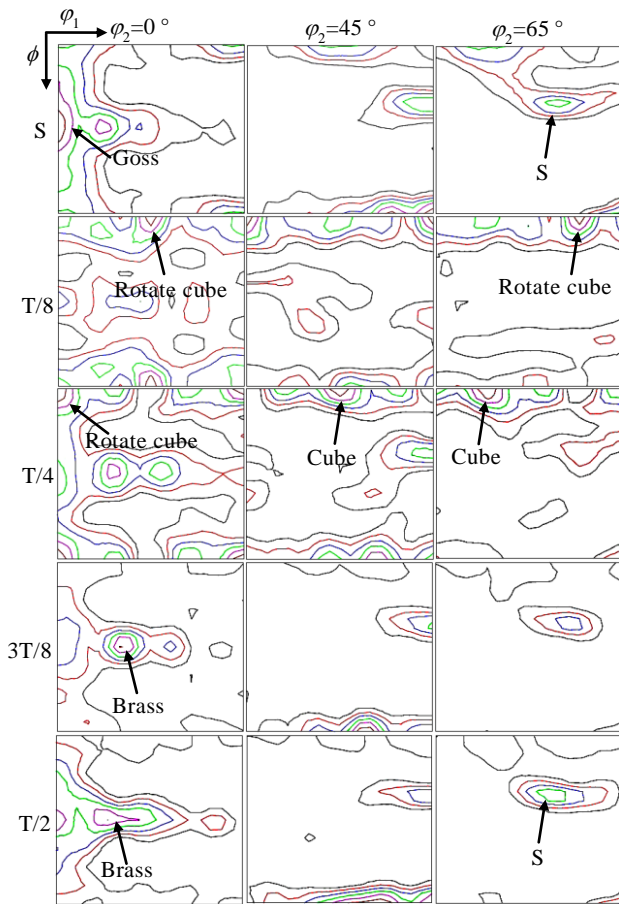 φ₁
φ₂=0 °
φ₂=45 °
φ₂=65 °
ϕ
S
Goss
S
T/8
Rotate cube
Rotate cube
T/4
Rotate cube
Cube
Cube
3T/8
Brass
T/2
Brass
S